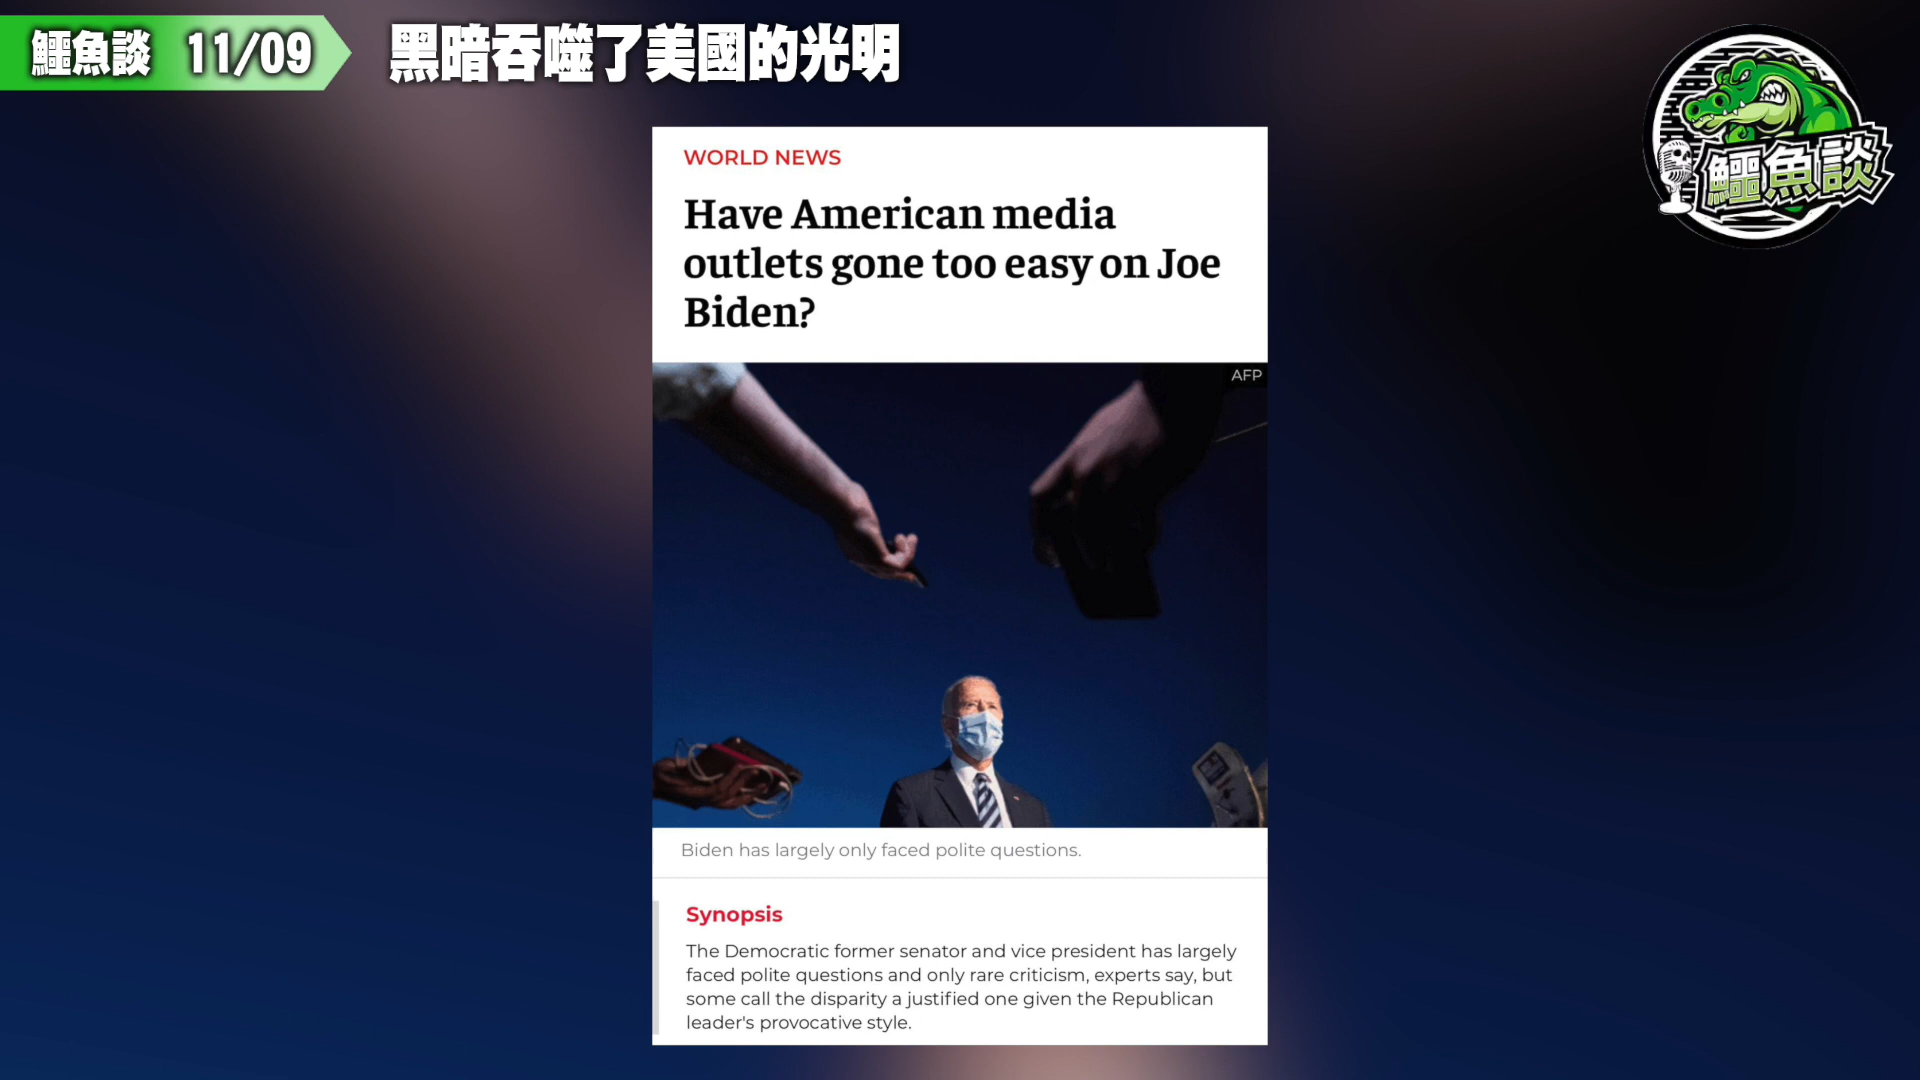 鱷魚談 11/09 黑暗吞噬了美國的光明
鱷魚談
WORLD NEWS
Have American media
outlets gone too easy on Joe
Biden?
AFP
Biden has largely only faced polite questions.
Synopsis
The Democratic former senator and vice president has largely
faced polite questions and only rare criticism, experts say, but
some call the disparity a justified one given the Republican
leader's provocative style.